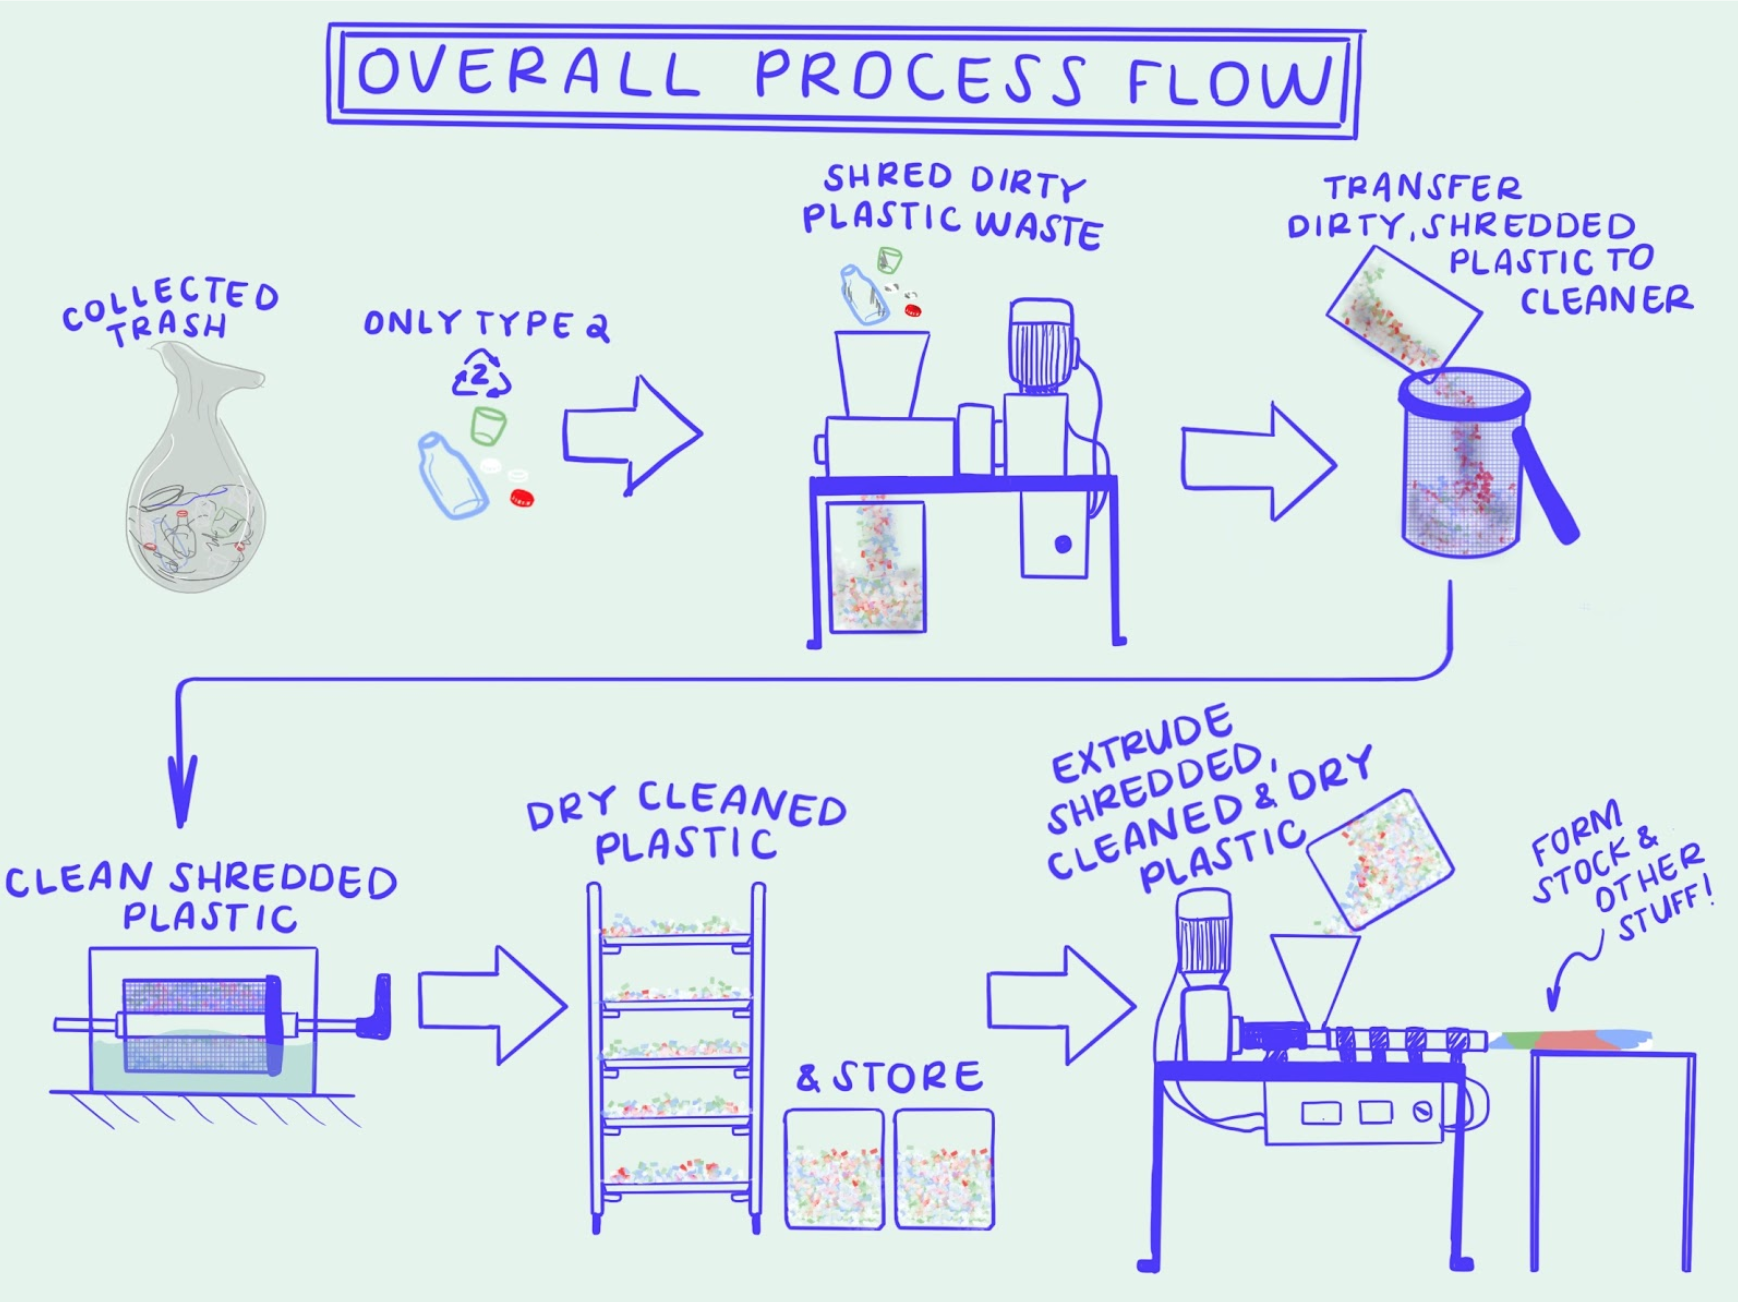 OVERALL PROCESS FLOW
COLLECTED
TRASH
ONLY TYPE 2
2
SHRED DIRTY
PLASTIC WASTE
TRANSFER
DIRTY, SHREDDED
PLASTIC TO
CLEANER
CLEAN SHREDDED
PLASTIC
DRY CLEANED
PLASTIC
& STORE
EXTRUDE
SHREDDED,
CLEANED & DRY
PLASTIC
FORM
STOCK &
OTHER
STUFF!